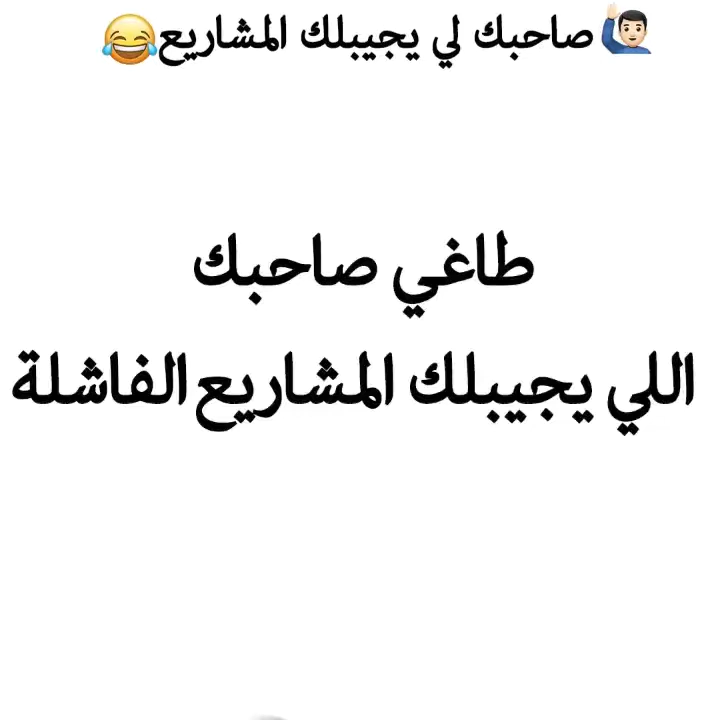 🙋🏻‍♂️صاحبك لي يجيبلك المشاريع😂
طاغي صاحبك
اللي يجيبلك المشاريع الفاشلة